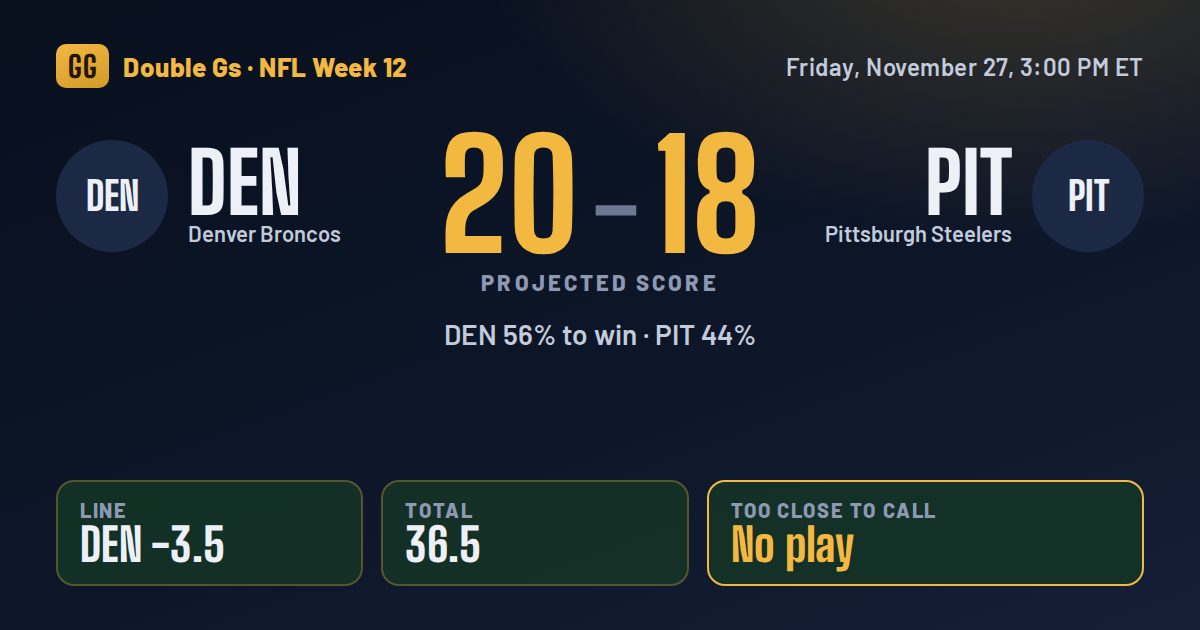 GG Double Gs · NFL Week 12
Friday, November 27, 3:00 PM ET
DEN
DEN
Denver Broncos
20 – 18
PROJECTED SCORE
DEN 56% to win · PIT 44%
PIT
Pittsburgh Steelers
PIT
LINE
DEN −3.5
TOTAL
36.5
TOO CLOSE TO CALL
No play